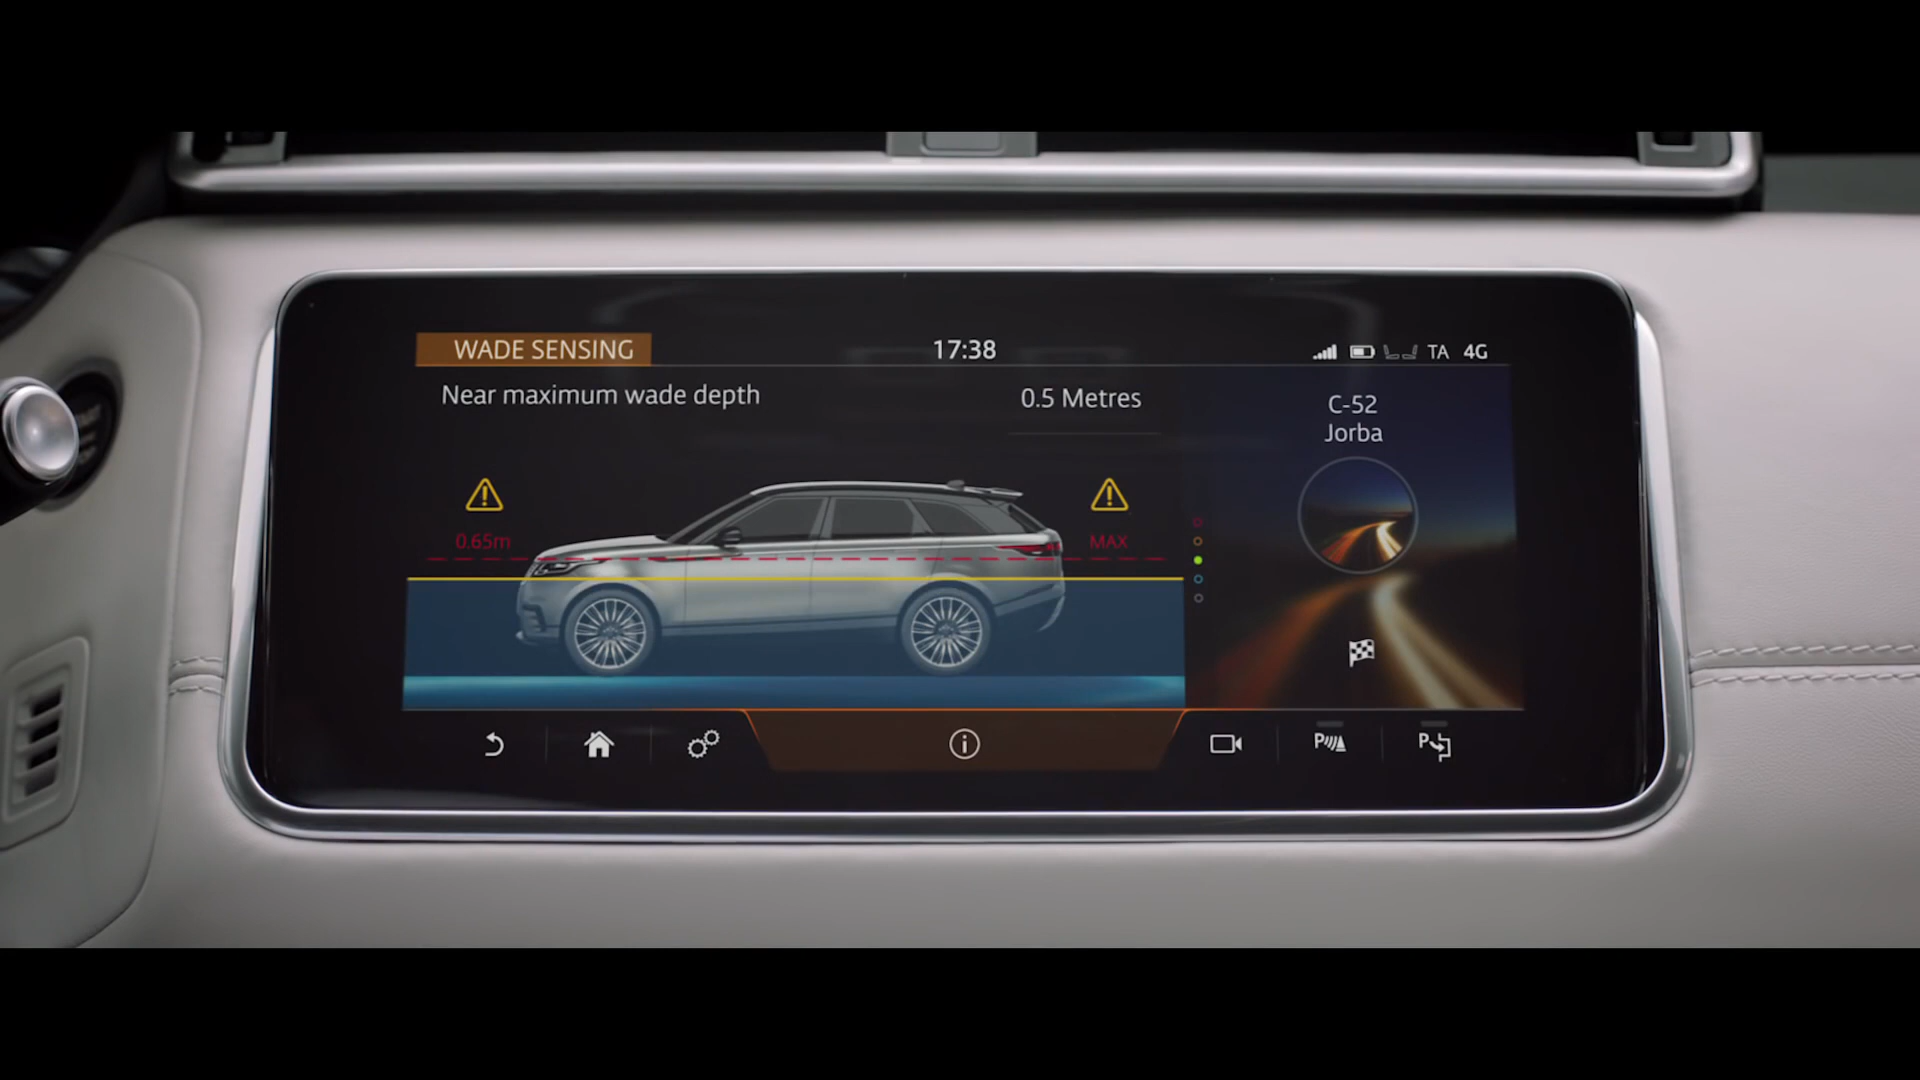 WADE SENSING
17:38
TA 4G
Near maximum wade depth
0.5 Metres
C-52
Jorba
0.65m
MAX
P
P